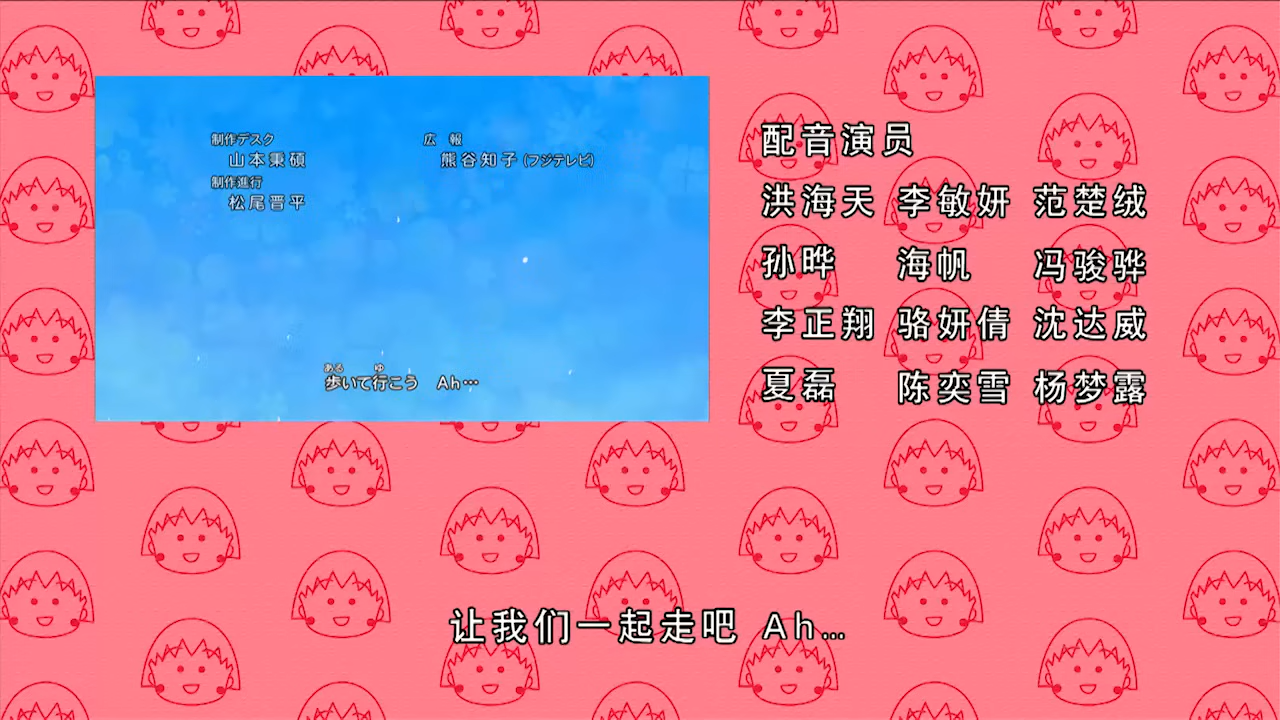 制作デスク
山本秉碩
制作進行
松尾晋平
広 報
熊谷知子(フジテレビ)
ある ゆ
歩いて行こう Ah…
配音演员
洪海天 李敏妍 范楚绒
孙晔 海帆 冯骏骅
李正翔 骆妍倩 沈达威
夏磊 陈奕雪 杨梦露
让我们一起走吧 Ah…